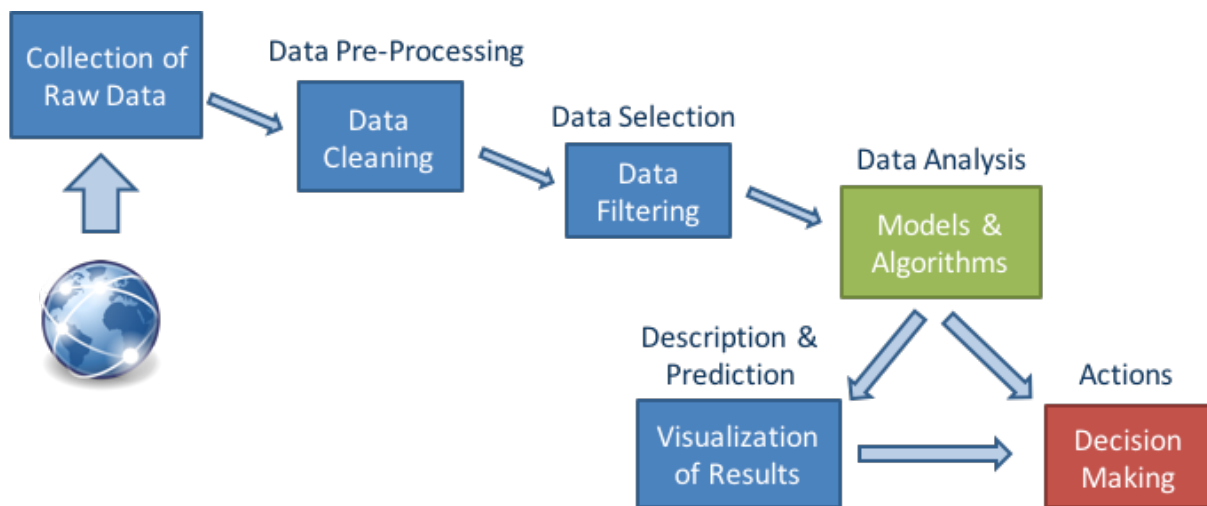 Collection of
Raw Data
Data Pre-Processing
Data
Cleaning
Data Selection
Data
Filtering
Data Analysis
Models &
Algorithms
Description &
Prediction
Visualization
of Results
Actions
Decision
Making